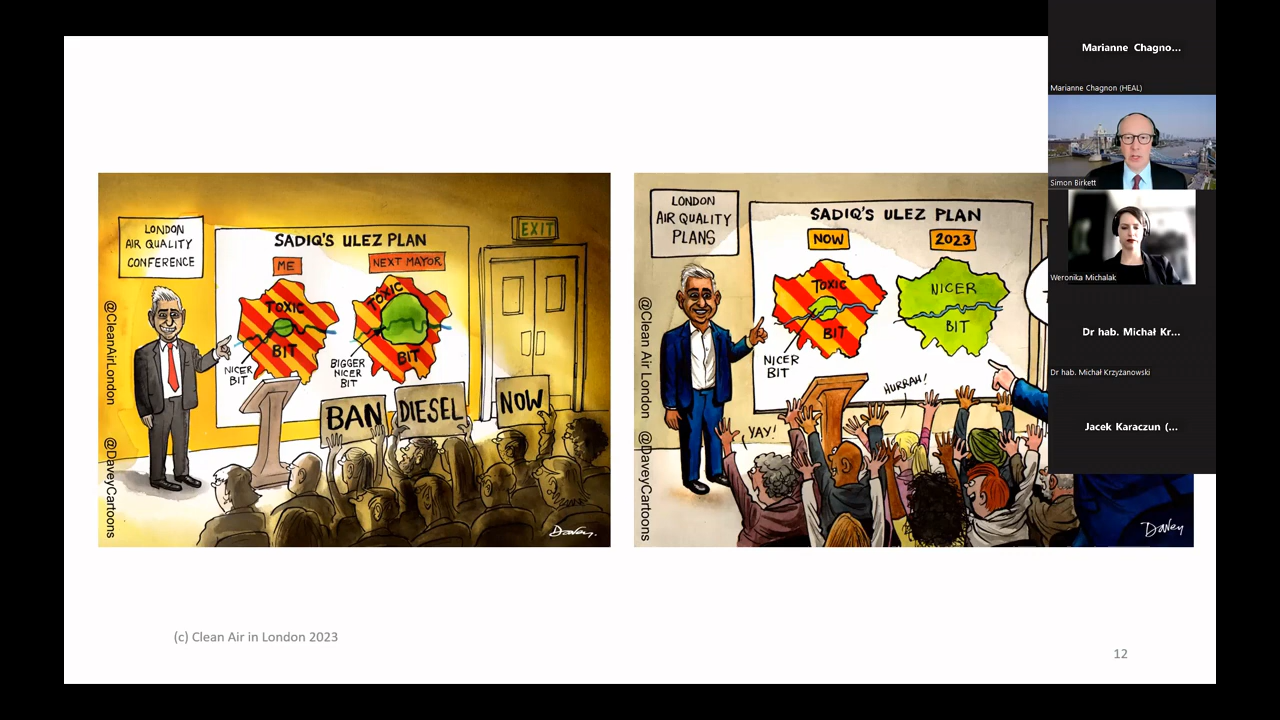 LONDON
AIR QUALITY
CONFERENCE
SADIQ'S ULEZ PLAN
ME
NEXT MAYOR
EXIT
TOXIC
BIT
NICER
BIT
TOXIC
BIT
BIGGER
NICER
BIT
BAN
DIESEL
NOW
@CleanAirLondon @DaveyCartoons
Davey.
LONDON
AIR QUALITY
PLANS
SADIQ'S ULEZ PLAN
NOW
2023
TOXIC
BIT
NICER
BIT
NICER
BIT
YAY!
HURRAH!
@Clean Air London @DaveyCartoons
Davey
(c) Clean Air in London 2023
12
Marianne Chagno...
Marianne Chagnon (HEAL)
Simon Birkett
Weronika Michalak
Dr hab. Michał Kr...
Dr hab. Michał Krzyżanowski
Jacek Karaczun (...